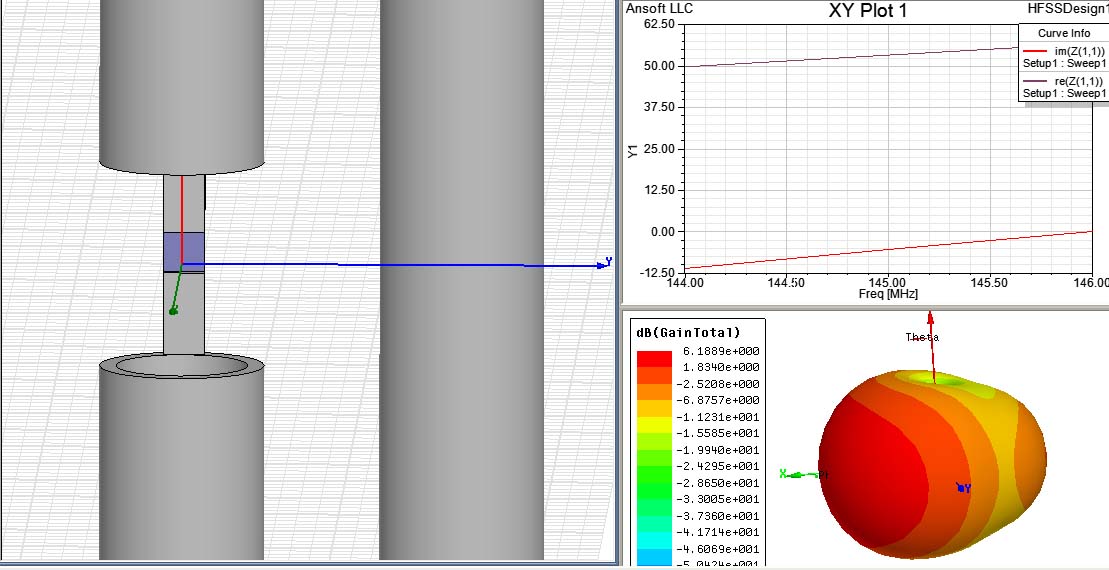 Ansoft LLC
XY Plot 1
HFSSDesign1
Curve Info
im(Z(1,1))
Setup1 : Sweep1
re(Z(1,1))
Setup1 : Sweep1
62.50
50.00
37.50
25.00
12.50
0.00
-12.50
Y1
144.00
144.50
145.00
145.50
146.00
Freq [MHz]
Y
dB(GainTotal)
6.1889e+000
1.8340e+000
-2.5208e+000
-6.8757e+000
-1.1231e+001
-1.5585e+001
-1.9940e+001
-2.4295e+001
-2.8650e+001
-3.3005e+001
-3.7360e+001
-4.1714e+001
-4.6069e+001
-5.0424e+001
Theta
X
Y